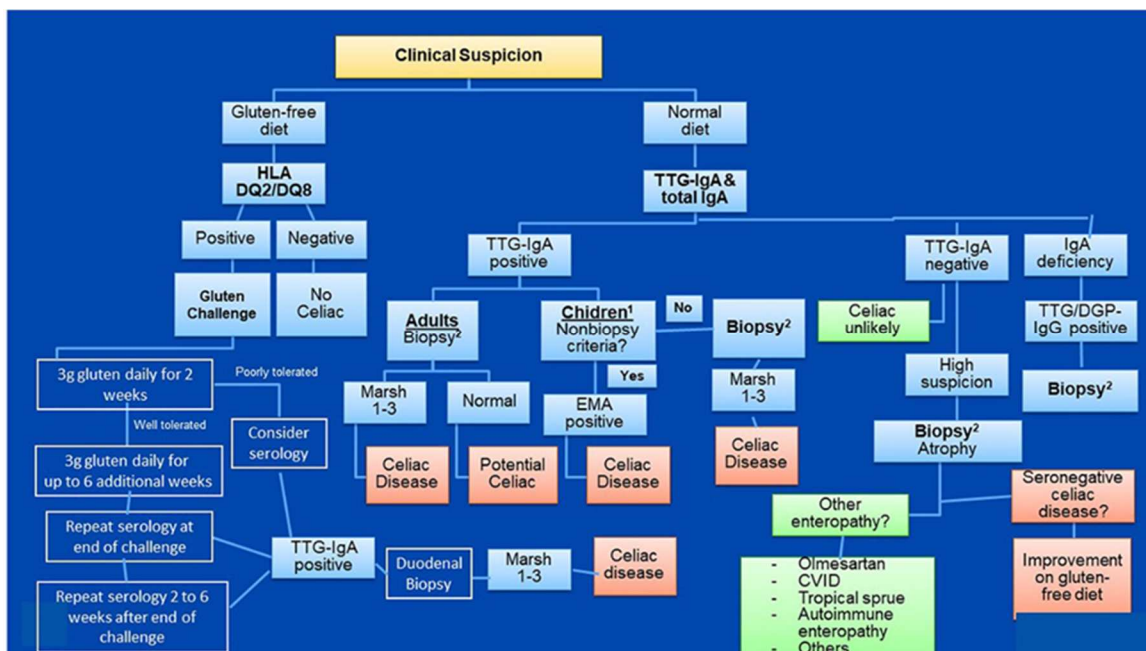 Clinical Suspicion
Gluten-free
diet
Normal
diet
HLA
DQ2/DQ8
TTG-IgA &
total IgA
Positive
Negative
TTG-IgA
positive
TTG-IgA
negative
IgA
deficiency
Gluten
Challenge
No
Celiac
Adults
Biopsy²
Chidren¹
Nonbiopsy
criteria?
No
Biopsy²
Celiac
unlikely
TTG/DGP-
IgG positive
3g gluten daily for 2
weeks
Poorly tolerated
Marsh
1-3
Normal
Yes
EMA
positive
Marsh
1-3
High
suspicion
Biopsy²
Well tolerated
Consider
serology
Biopsy²
Atrophy
3g gluten daily for
up to 6 additional weeks
Celiac
Disease
Potential
Celiac
Celiac
Disease
Celiac
Disease
Seronegative
celiac
disease?
Other
enteropathy?
Repeat serology at
end of challenge
TTG-IgA
positive
Duodenal
Biopsy
Marsh
1-3
Celiac
disease
Improvement
on gluten-
free diet
Repeat serology 2 to 6
weeks after end of
challenge
- Olmesartan
- CVID
- Tropical sprue
- Autoimmune
enteropathy
- Others